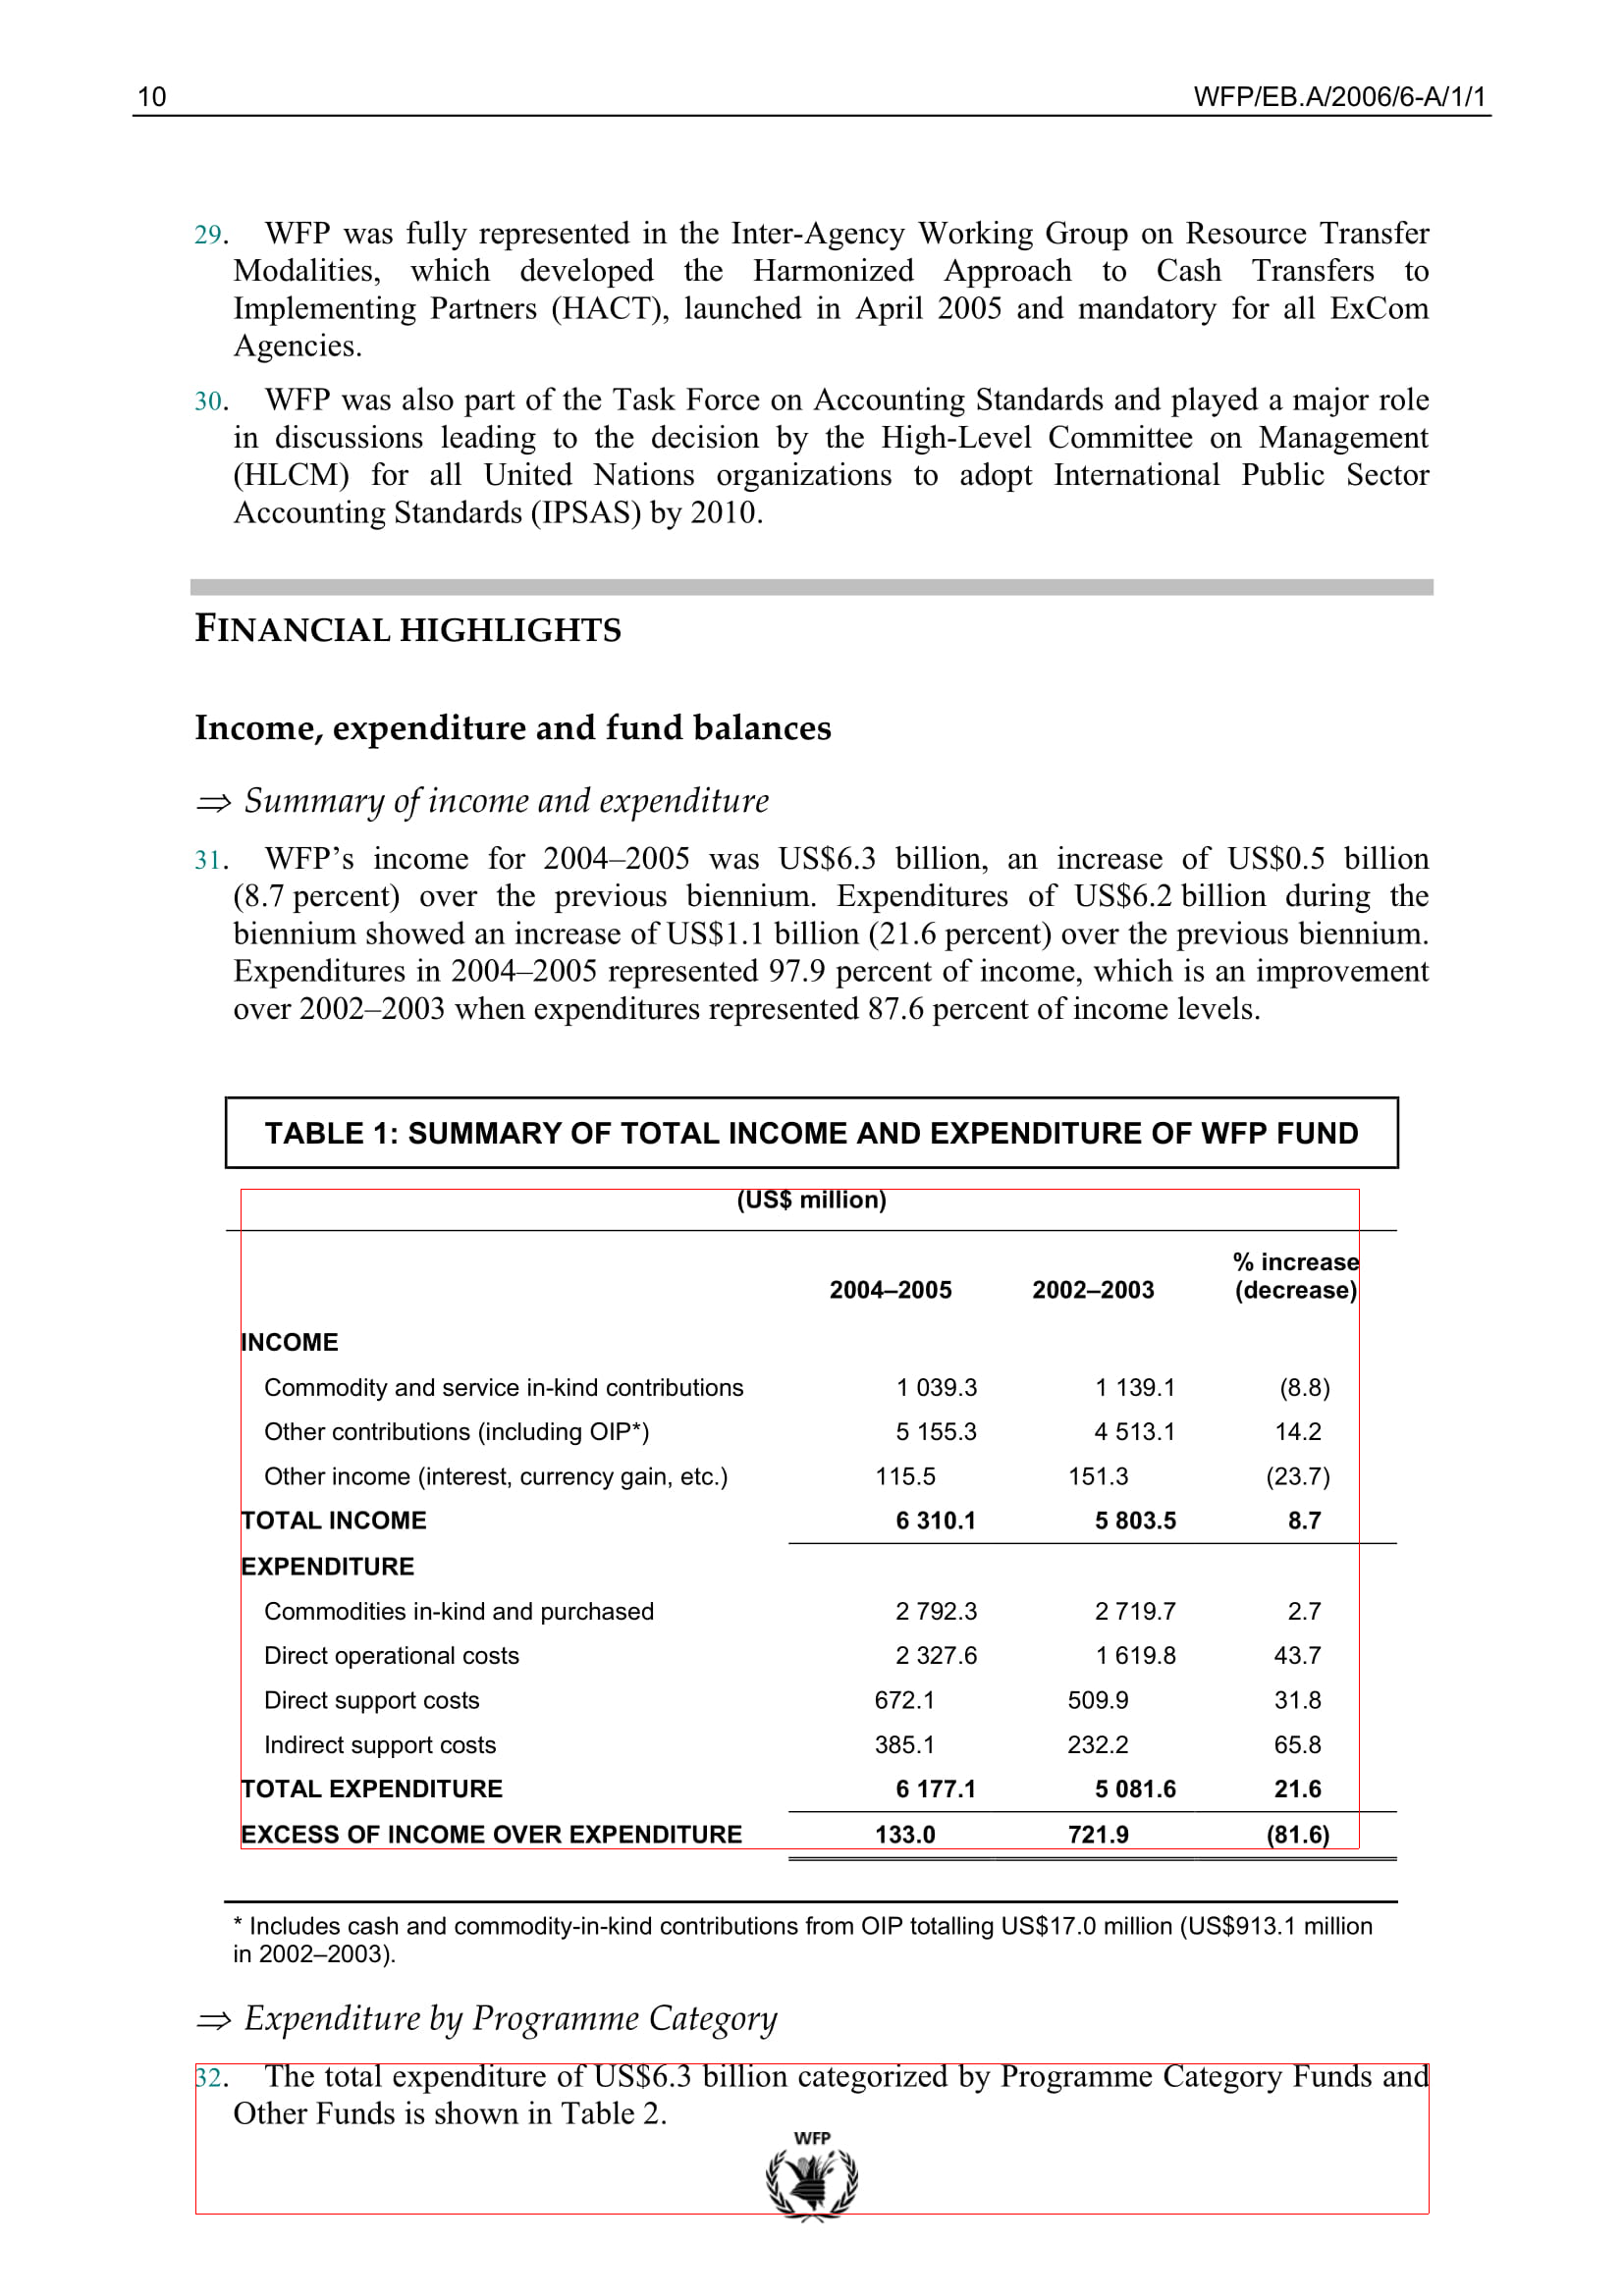 10 WFP/EB.A/2006/6-A/1/1
29. WFP was fully represented in the Inter-Agency Working Group on Resource Transfer
Modalities, which developed the Harmonized Approach to Cash Transfers to
Implementing Partners (HACT), launched in April 2005 and mandatory for all ExCom
Agencies.
30. WFP was also part of the Task Force on Accounting Standards and played a major role
in discussions leading to the decision by the High-Level Committee on Management
(HLCM) for all United Nations organizations to adopt International Public Sector
Accounting Standards (IPSAS) by 2010.
FINANCIAL HIGHLIGHTS
Income, expenditure and fund balances
⇒ Summary of income and expenditure
31. WFP’s income for 2004–2005 was US$6.3 billion, an increase of US$0.5 billion
(8.7 percent) over the previous biennium. Expenditures of US$6.2 billion during the
biennium showed an increase of US$1.1 billion (21.6 percent) over the previous biennium.
Expenditures in 2004–2005 represented 97.9 percent of income, which is an improvement
over 2002–2003 when expenditures represented 87.6 percent of income levels.
TABLE 1: SUMMARY OF TOTAL INCOME AND EXPENDITURE OF WFP FUND
(US$ million)
% increase
2004–2005 2002–2003 (decrease)
INCOME
Commodity and service in-kind contributions 1 039.3 1 139.1 (8.8)
Other contributions (including OIP*) 5 155.3 4 513.1 14.2
Other income (interest, currency gain, etc.) 115.5 151.3 (23.7)
TOTAL INCOME 6 310.1 5 803.5 8.7
EXPENDITURE
Commodities in-kind and purchased 2 792.3 2 719.7 2.7
Direct operational costs 2 327.6 1 619.8 43.7
Direct support costs 672.1 509.9 31.8
Indirect support costs 385.1 232.2 65.8
TOTAL EXPENDITURE 6 177.1 5 081.6 21.6
EXCESS OF INCOME OVER EXPENDITURE 133.0 721.9 (81.6)
* Includes cash and commodity-in-kind contributions from OIP totalling US$17.0 million (US$913.1 million
in 2002–2003).
⇒ Expenditure by Programme Category
32. The total expenditure of US$6.3 billion categorized by Programme Category Funds and
Other Funds is shown in Table 2.
WFP